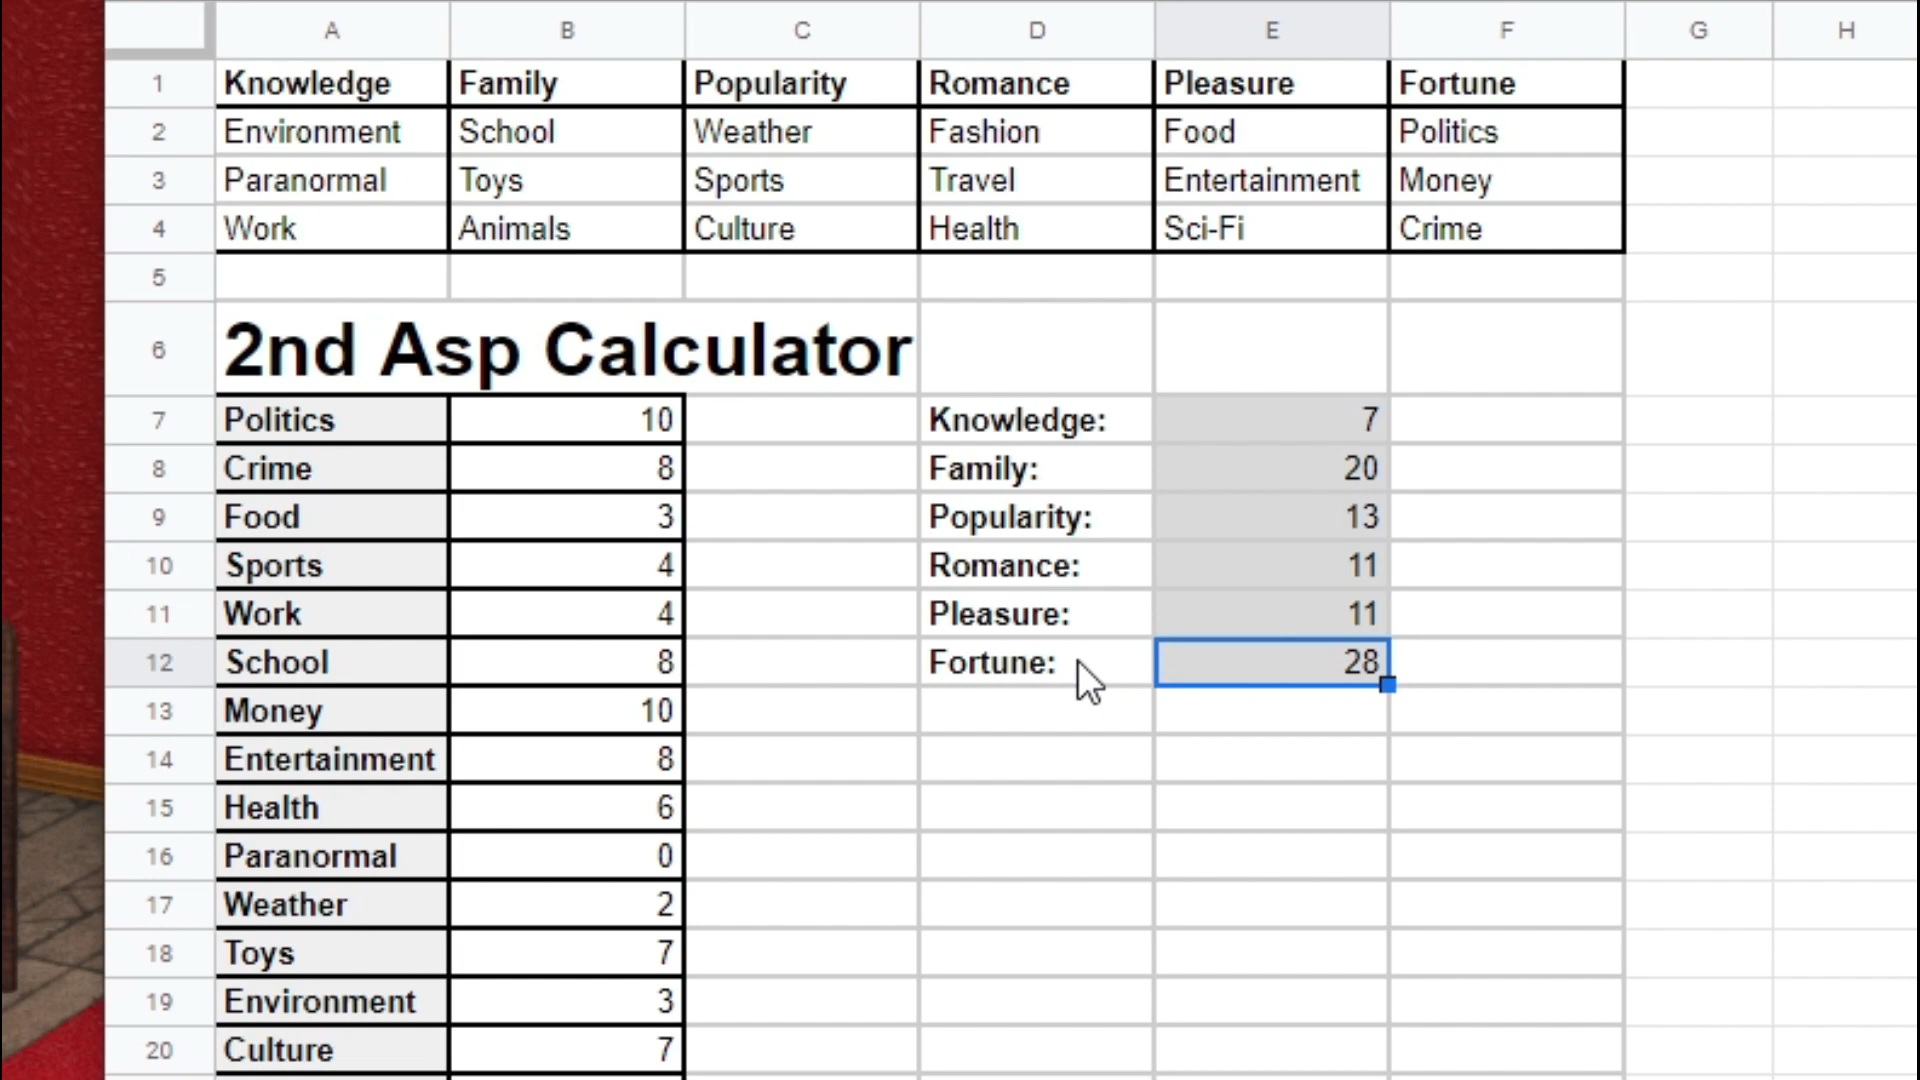 A B C D E F G H
1 Knowledge Family Popularity Romance Pleasure Fortune
2 Environment School Weather Fashion Food Politics
3 Paranormal Toys Sports Travel Entertainment Money
4 Work Animals Culture Health Sci-Fi Crime
5
6 2nd Asp Calculator
7 Politics 10 Knowledge: 7
8 Crime 8 Family: 20
9 Food 3 Popularity: 13
10 Sports 4 Romance: 11
11 Work 4 Pleasure: 11
12 School 8 Fortune: 28
13 Money 10
14 Entertainment 8
15 Health 6
16 Paranormal 0
17 Weather 2
18 Toys 7
19 Environment 3
20 Culture 7